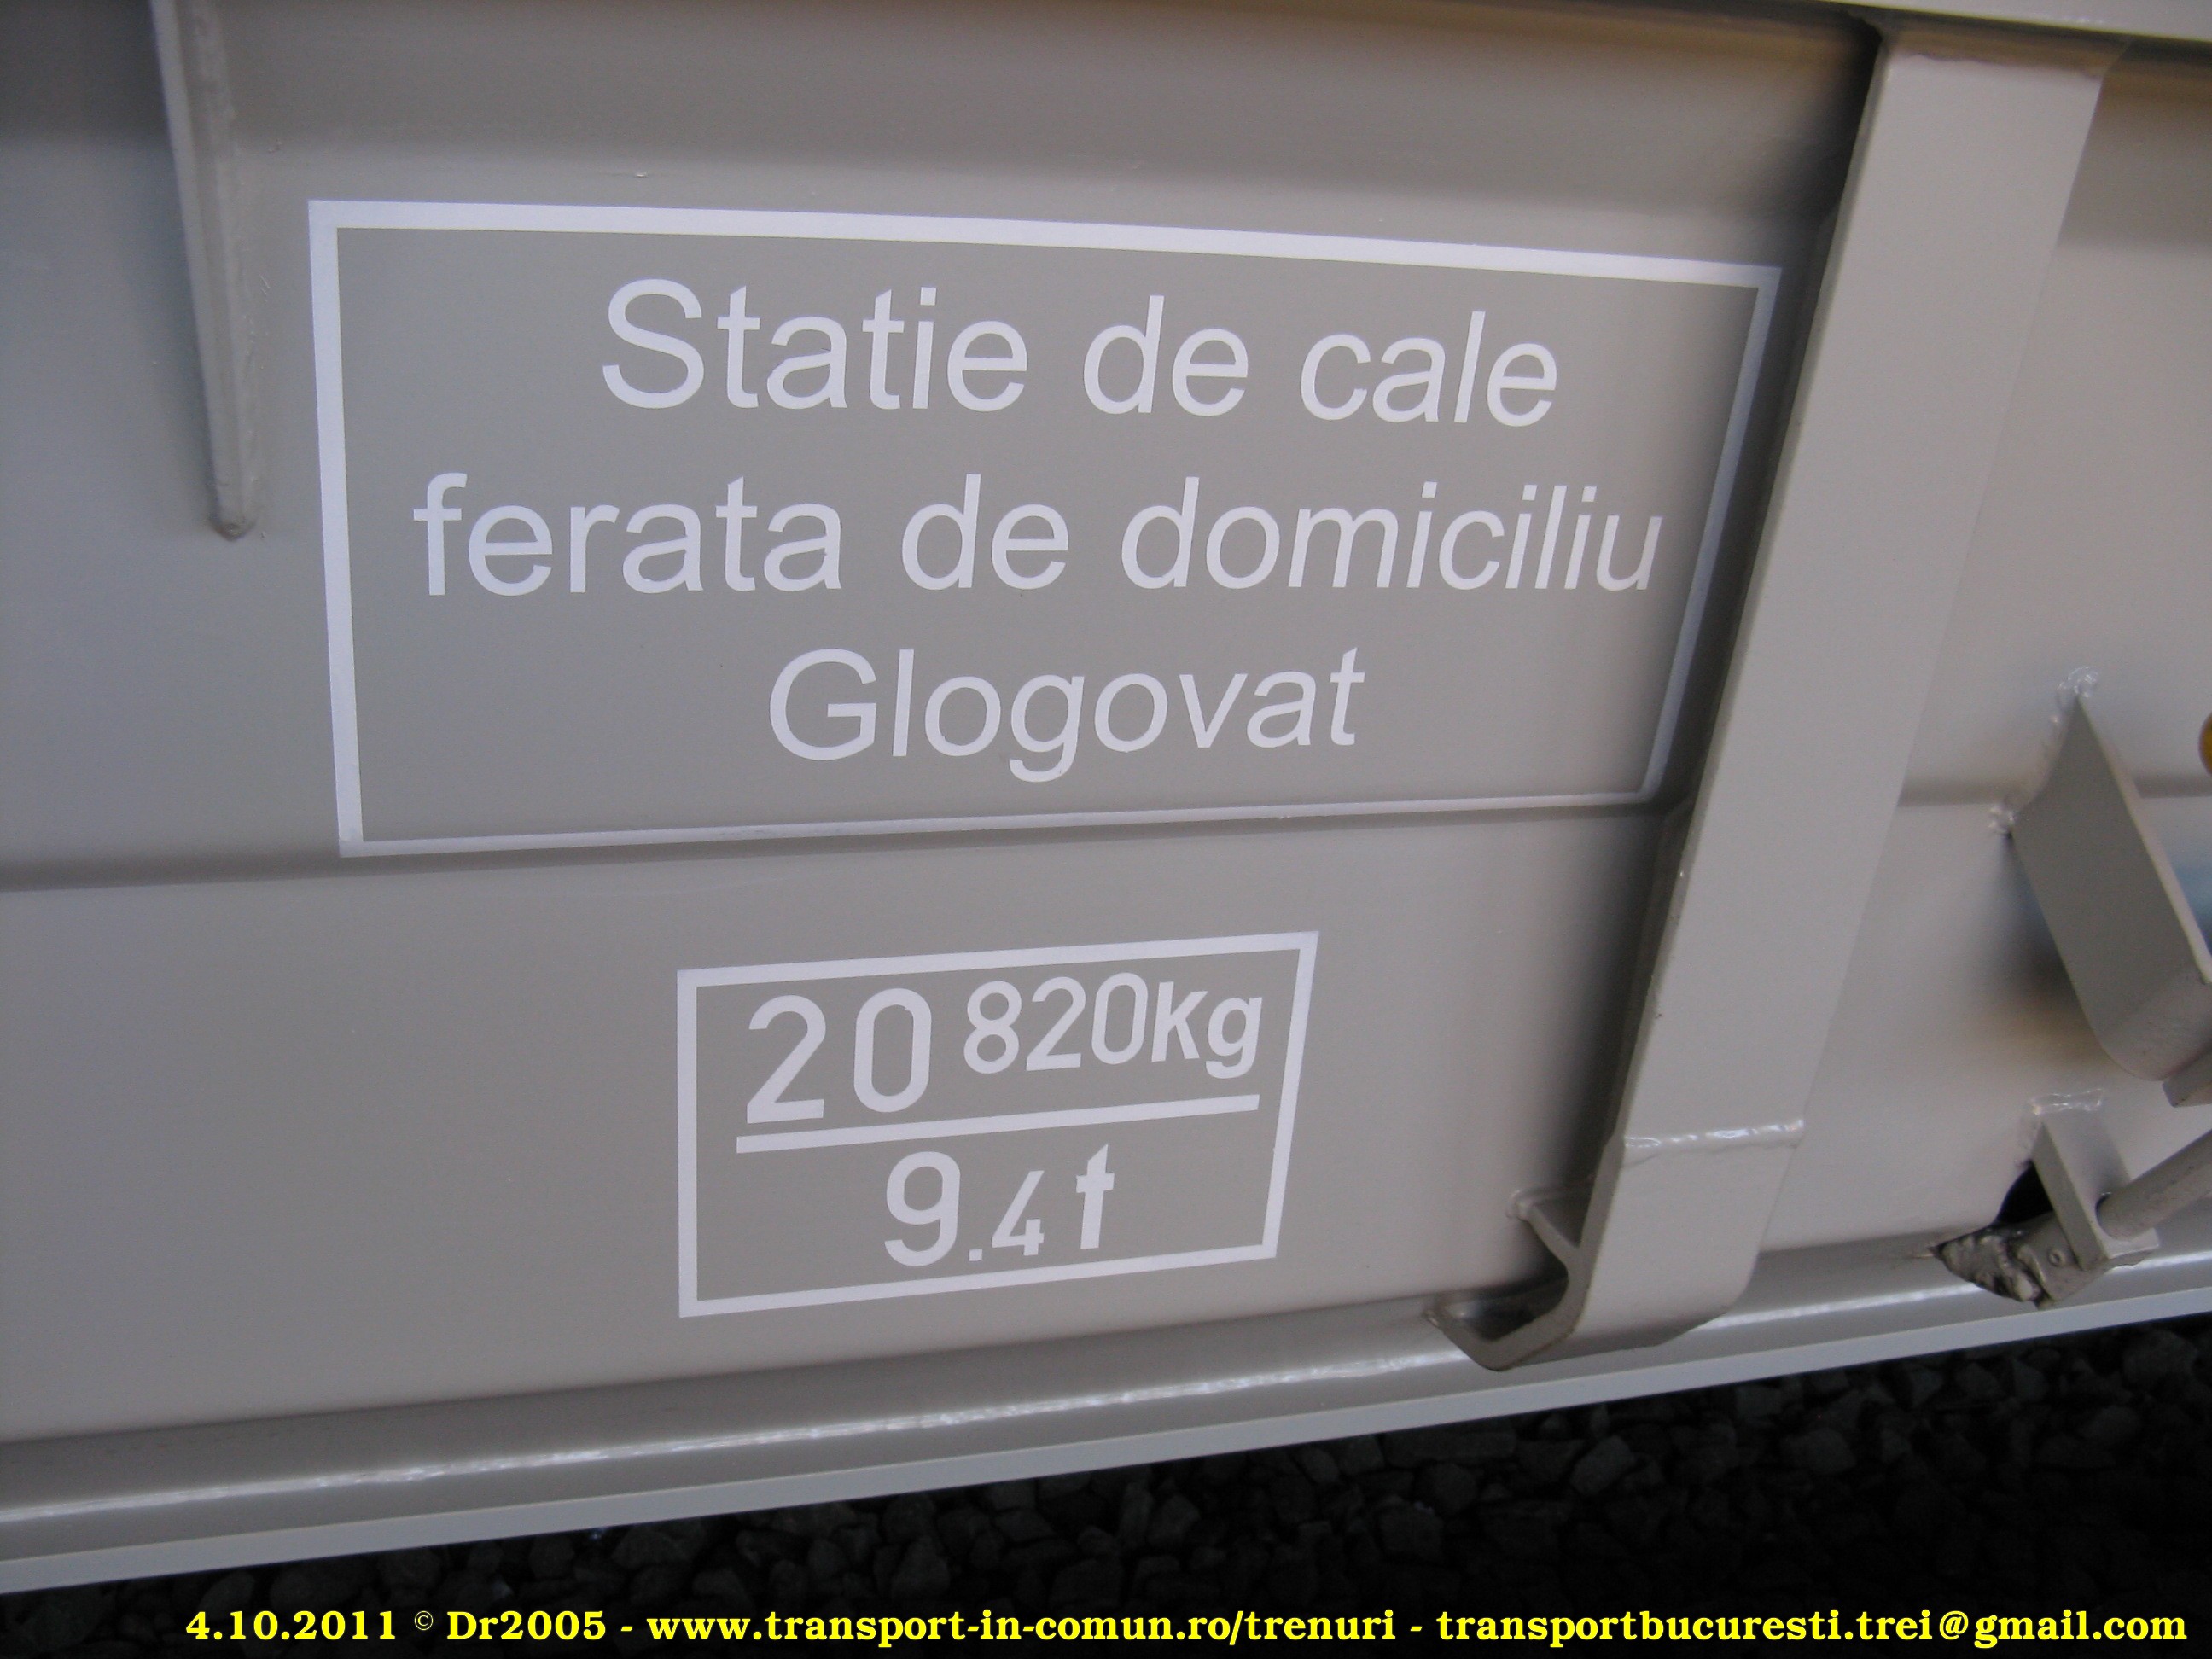 Statie de cale
ferata de domiciliu
Glogovat
20 820Kg
9.4t
4.10.2011 © Dr2005 - www.transport-in-comun.ro/trenuri - transportbucuresti.trei@gmail.com